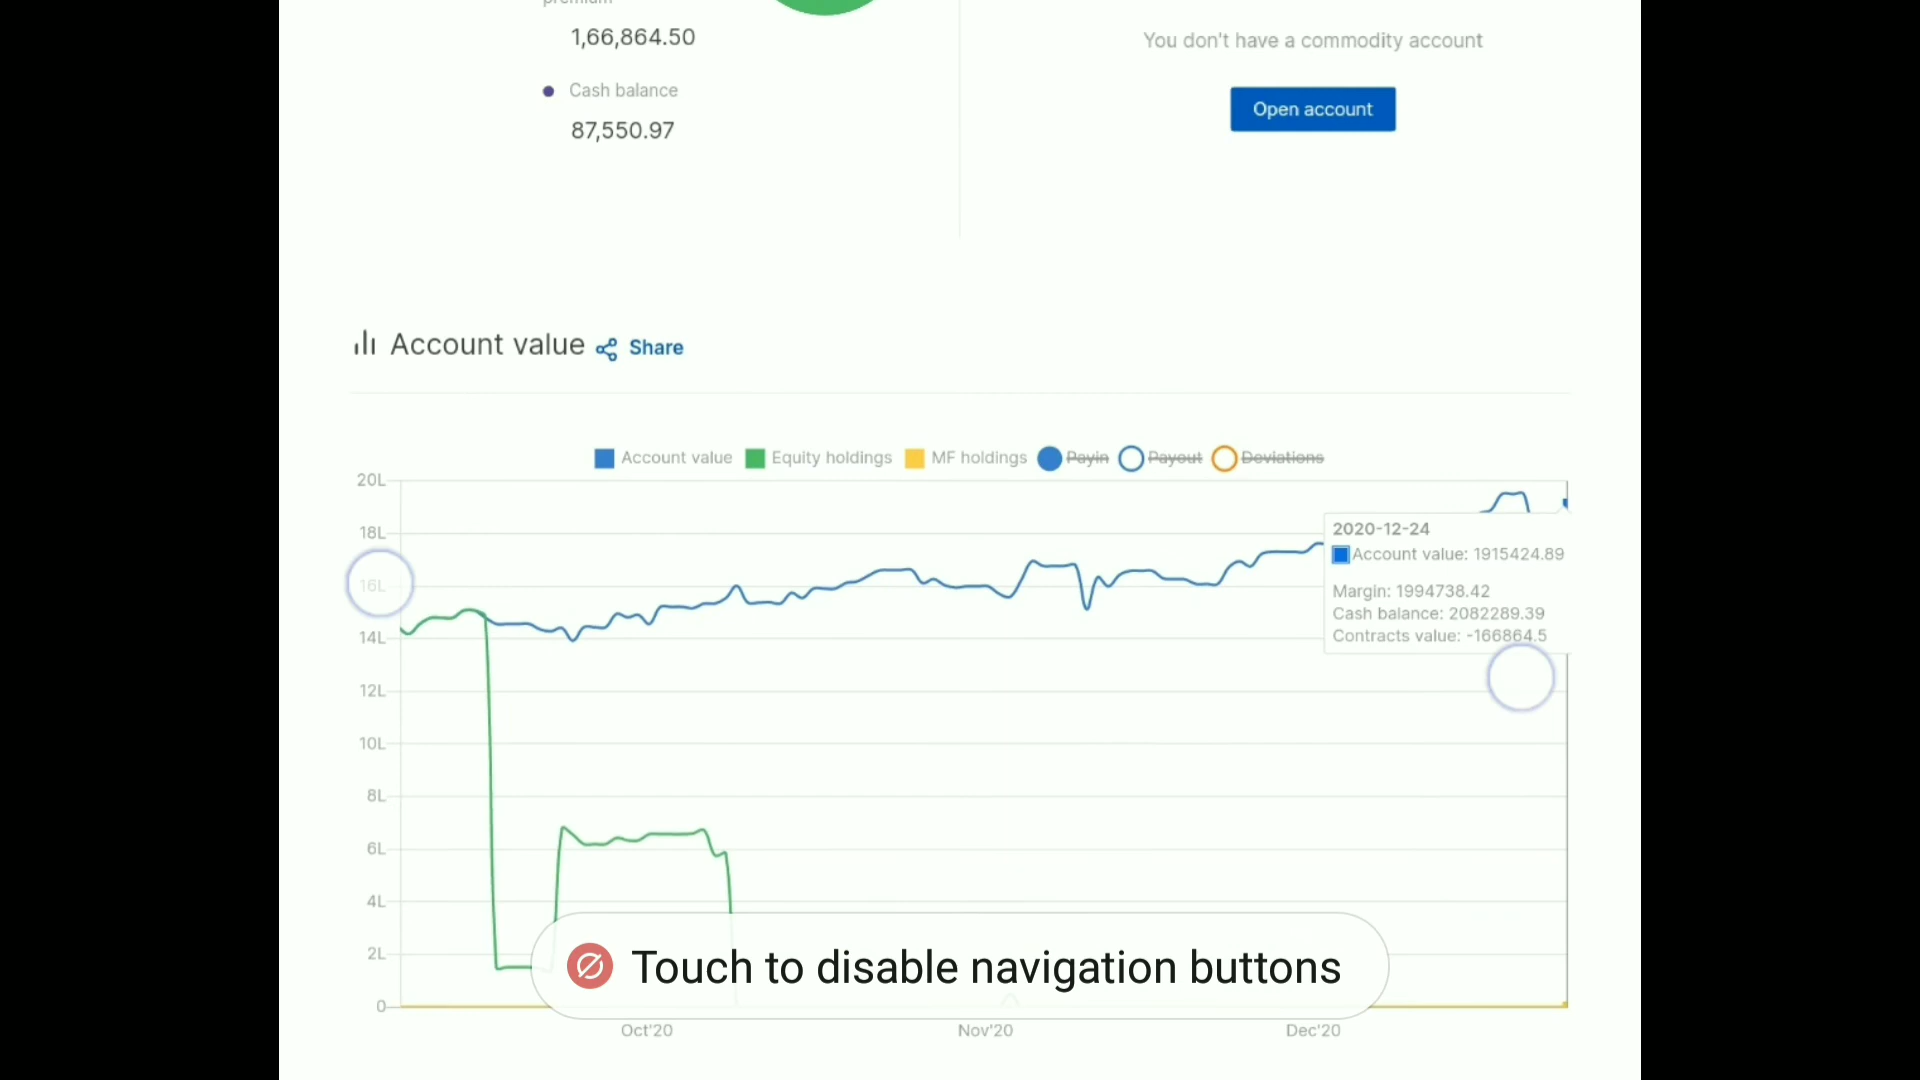 premium
1,66,864.50
You don't have a commodity account
Cash balance
Open account
87,550.97
Account value Share
Account value Equity holdings MF holdings Payin Payout Deviations
20L
18L
16L
14L
12L
10L
8L
6L
4L
2L
0
2020-12-24
Account value: 1915424.89
Margin: 1994738.42
Cash balance: 2082289.39
Contracts value: -166864.5
Touch to disable navigation buttons
Oct'20 Nov'20 Dec'20